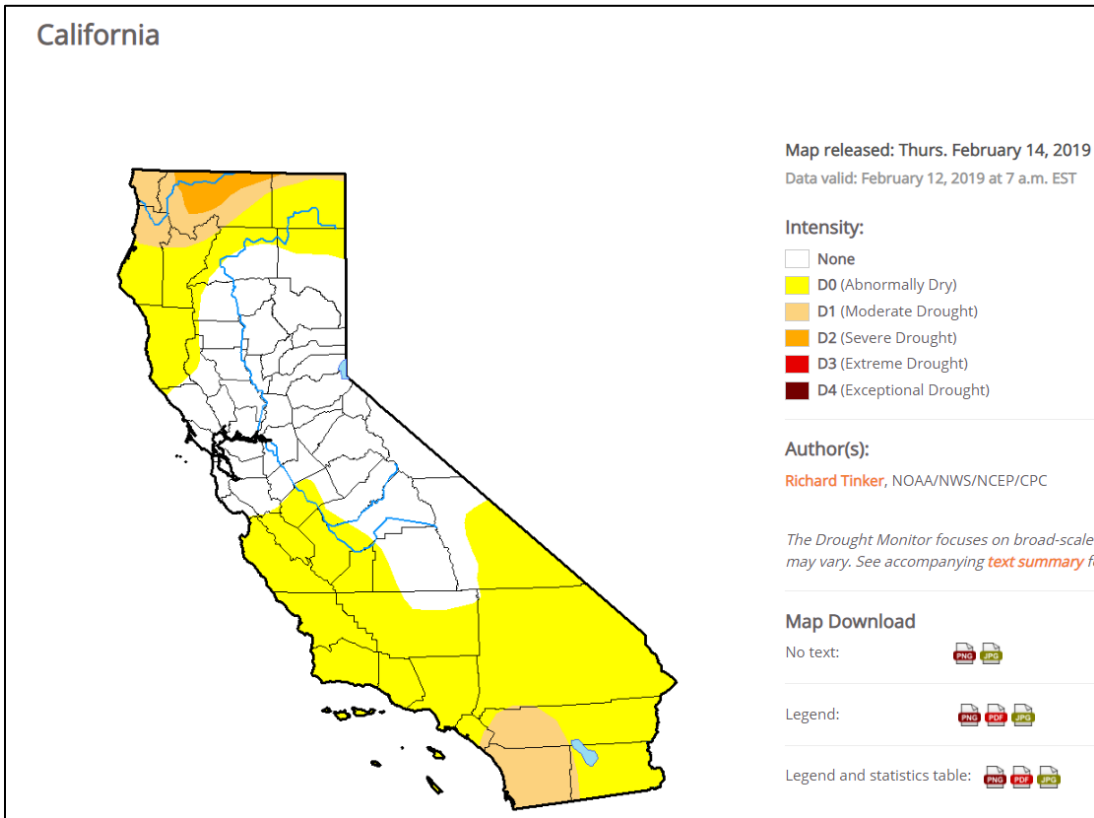 California
Map released: Thurs. February 14, 2019
Data valid: February 12, 2019 at 7 a.m. EST
Intensity:
None
D0 (Abnormally Dry)
D1 (Moderate Drought)
D2 (Severe Drought)
D3 (Extreme Drought)
D4 (Exceptional Drought)
Author(s):
Richard Tinker, NOAA/NWS/NCEP/CPC
The Drought Monitor focuses on broad-scale
may vary. See accompanying text summary
Map Download
No text: PNG JPG
Legend: PNG PDF JPG
Legend and statistics table: PNG PDF JPG